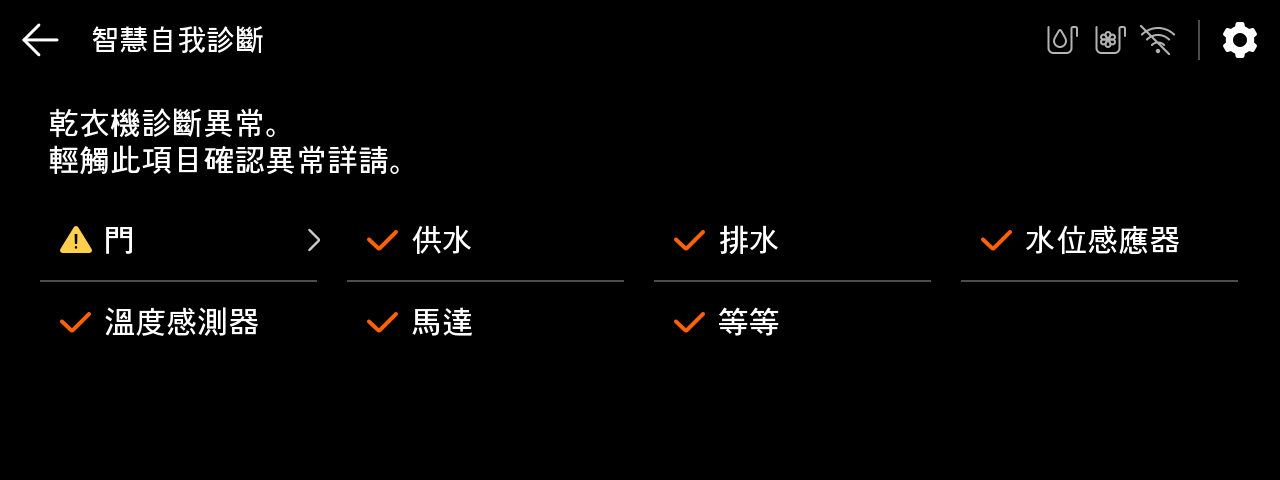 智慧自我診斷
乾衣機診斷異常。
輕觸此項目確認異常詳請。
門
供水
排水
水位感應器
溫度感測器
馬達
等等